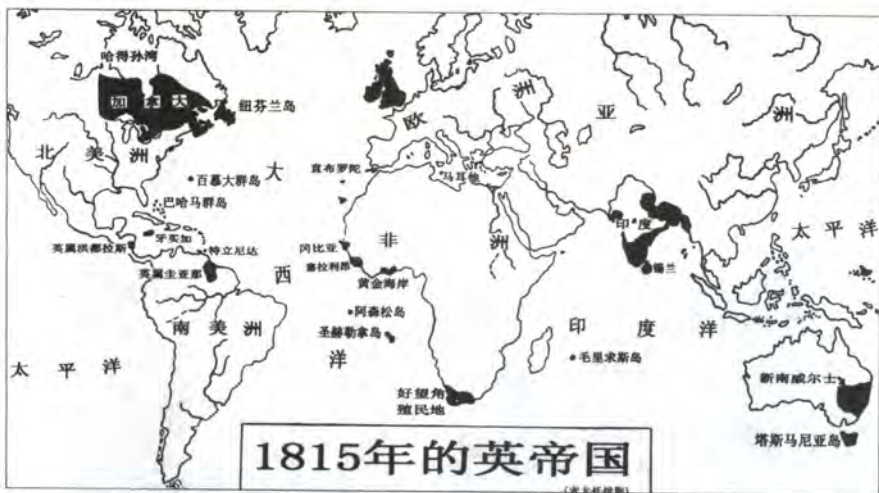 哈得孙湾
加拿大
纽芬兰岛
欧
洲
亚
洲
北美洲
大
西
洋
百慕大群岛
直布罗陀
马耳他
巴哈马群岛
牙买加
英属洪都拉斯
特立尼达
英属圭亚那
冈比亚
塞拉利昂
黄金海岸
非
洲
印度
锡兰
太平洋
阿森松岛
圣赫勒拿岛
南美洲
印度洋
毛里求斯岛
太平洋
好望角
殖民地
新南威尔士
塔斯马尼亚岛
1815年的英帝国